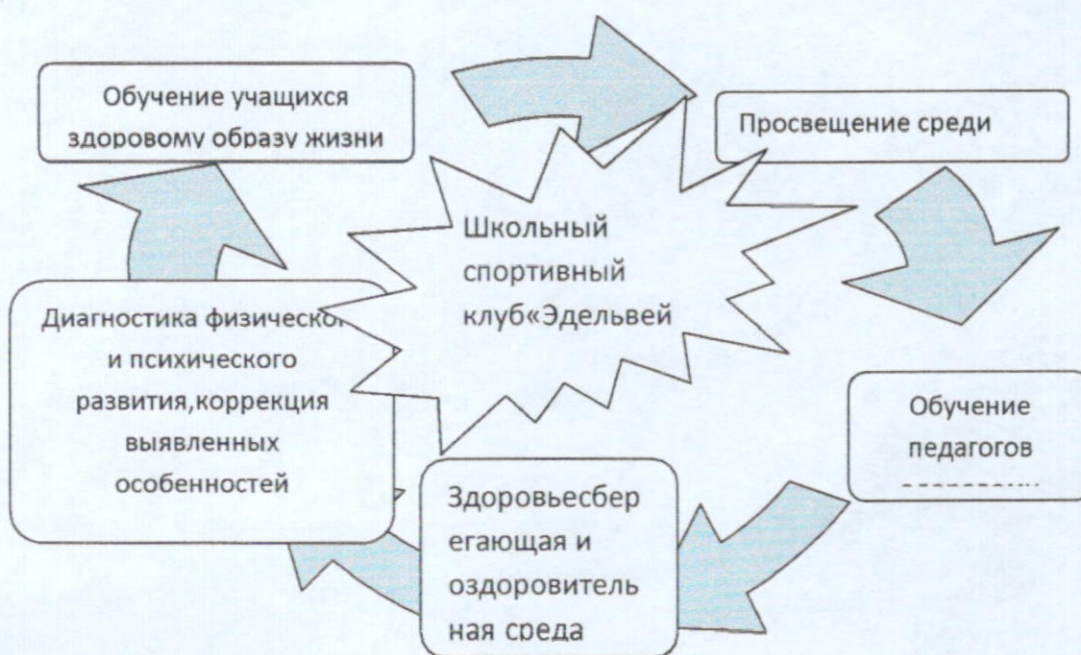 Обучение учащихся
здоровому образу жизни
Просвещение среди
Школьный
спортивный
клуб«Эдельвей
Диагностика физическог
и психического
развития,коррекция
выявленных
особенностей
Обучение
педагогов
Здоровьесбер
егающая и
оздоровитель
ная среда